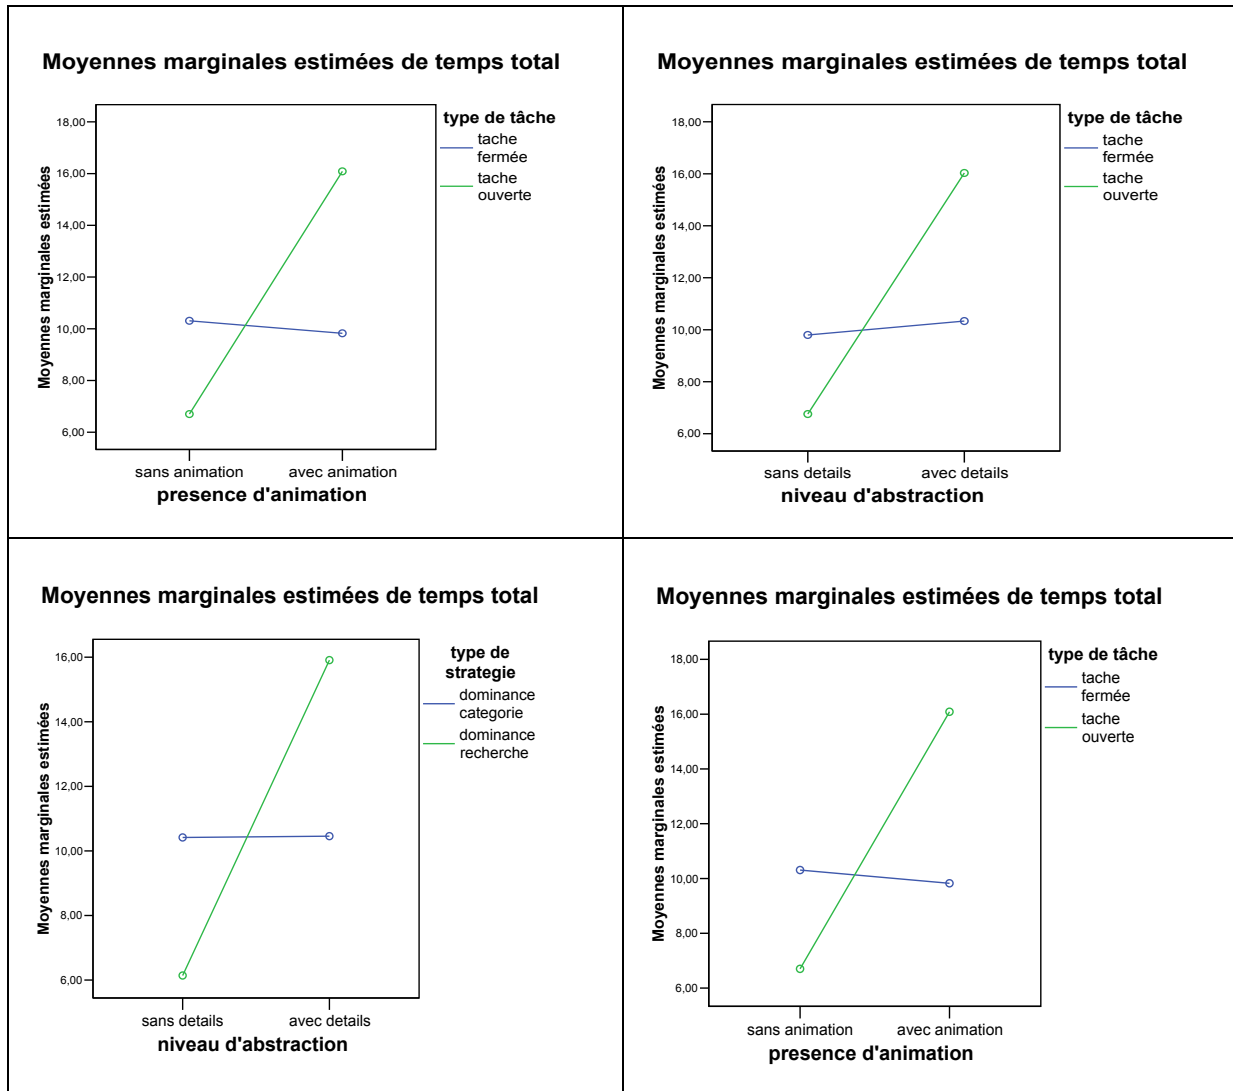 Moyennes marginales estimées de temps total
Moyennes marginales estimées
18,00
16,00
14,00
12,00
10,00
8,00
6,00
sans animation
avec animation
presence d'animation
type de tâche
tache
fermée
tache
ouverte
Moyennes marginales estimées de temps total
Moyennes marginales estimées
18,00
16,00
14,00
12,00
10,00
8,00
6,00
sans details
avec details
niveau d'abstraction
type de tâche
tache
fermée
tache
ouverte
Moyennes marginales estimées de temps total
Moyennes marginales estimées
16,00
14,00
12,00
10,00
8,00
6,00
sans details
avec details
niveau d'abstraction
type de
strategie
dominance
categorie
dominance
recherche
Moyennes marginales estimées de temps total
Moyennes marginales estimées
18,00
16,00
14,00
12,00
10,00
8,00
6,00
sans animation
avec animation
presence d'animation
type de tâche
tache
fermée
tache
ouverte